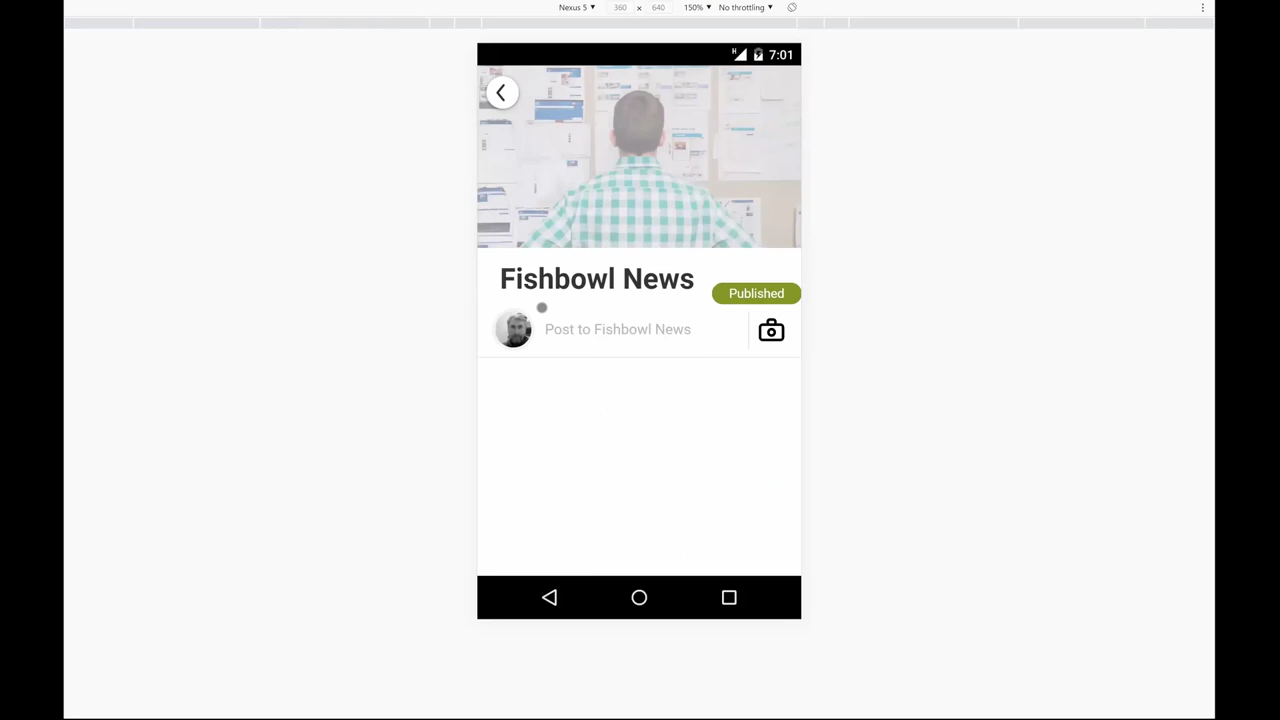 Nexus 5 ▼ 360 x 640 150% ▼ No throttling ▼
H 7:01
Fishbowl News
Published
Post to Fishbowl News